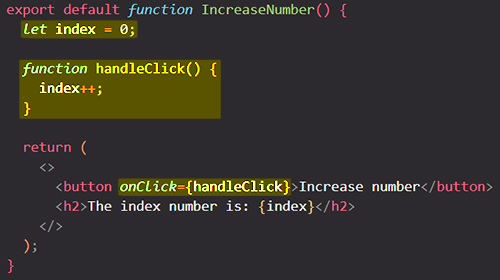 export default function IncreaseNumber() {
let index = 0;
function handleClick() {
index++;
}
return (
<>
<button onClick={handleClick}>Increase number</button>
<h2>The index number is: {index}</h2>
</>
);
}